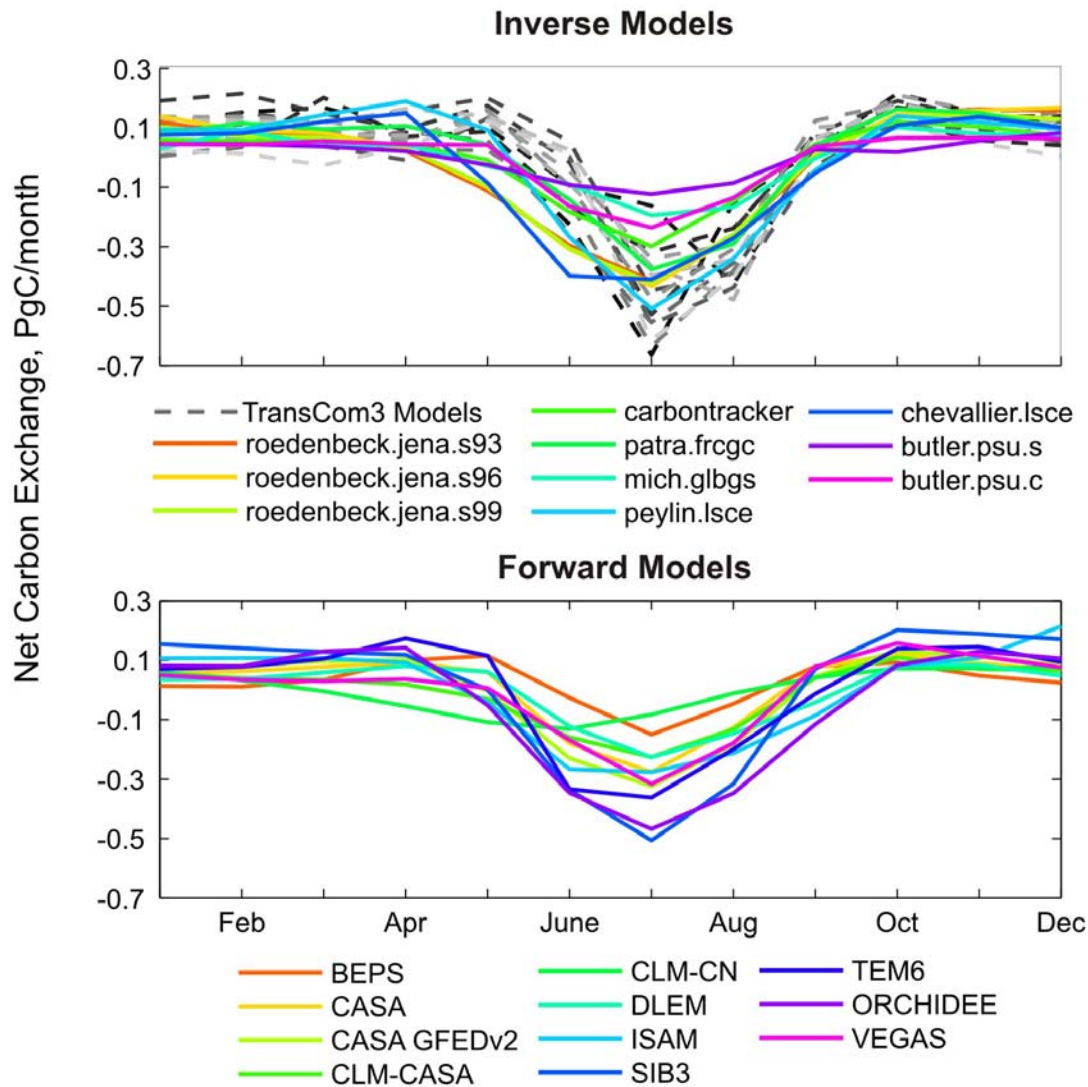 Inverse Models
Net Carbon Exchange, PgC/month
0.3
0.1
-0.1
-0.3
-0.5
-0.7
TransCom3 Models
roedenbeck.jena.s93
roedenbeck.jena.s96
roedenbeck.jena.s99
carbontracker
patra.frcgc
mich.glbgs
peylin.lsce
chevallier.lsce
butler.psu.s
butler.psu.c
Forward Models
0.3
0.1
-0.1
-0.3
-0.5
-0.7
Feb Apr June Aug Oct Dec
BEPS
CASA
CASA GFEDv2
CLM-CASA
CLM-CN
DLEM
ISAM
SIB3
TEM6
ORCHIDEE
VEGAS